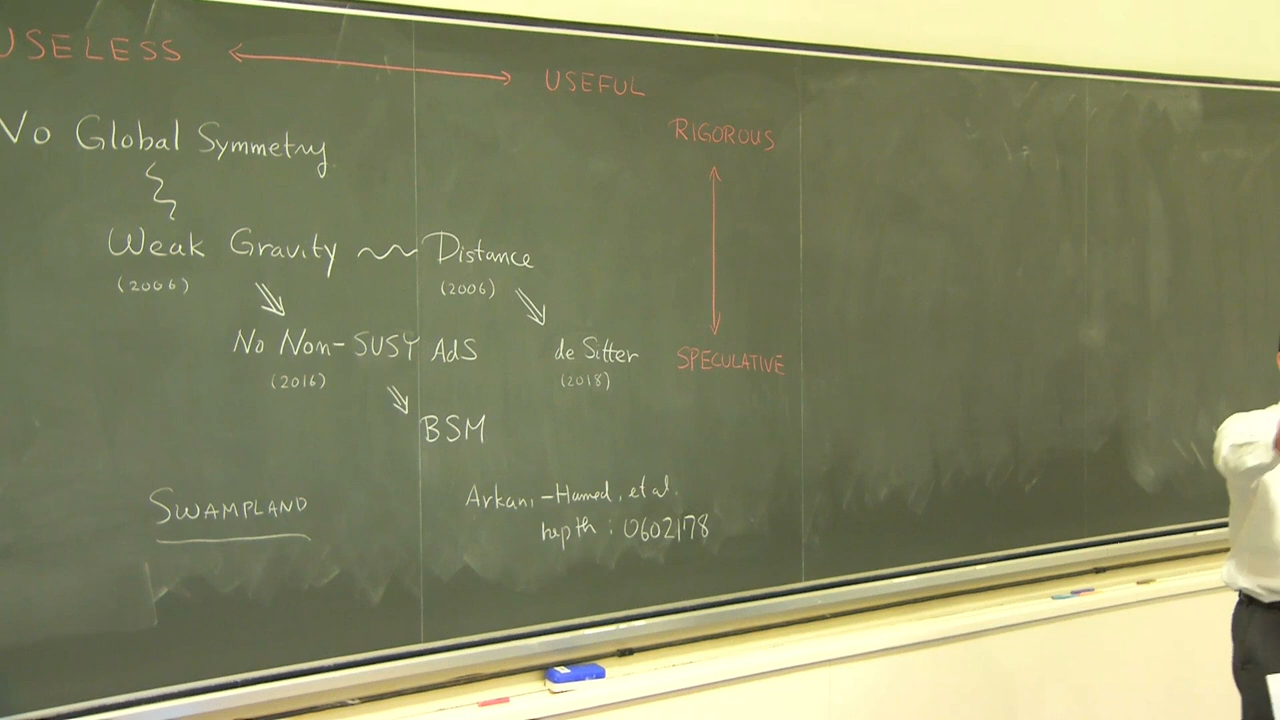 USELESS ⟷ USEFUL
No Global Symmetry
RIGOROUS
Weak Gravity ~~ Distance
(2006) (2006)
No Non-SUSY AdS de Sitter
SPECULATIVE
(2016) (2018)
BSM
SWAMPLAND
Arkani-Hamed, et al.
hep th : 0602178